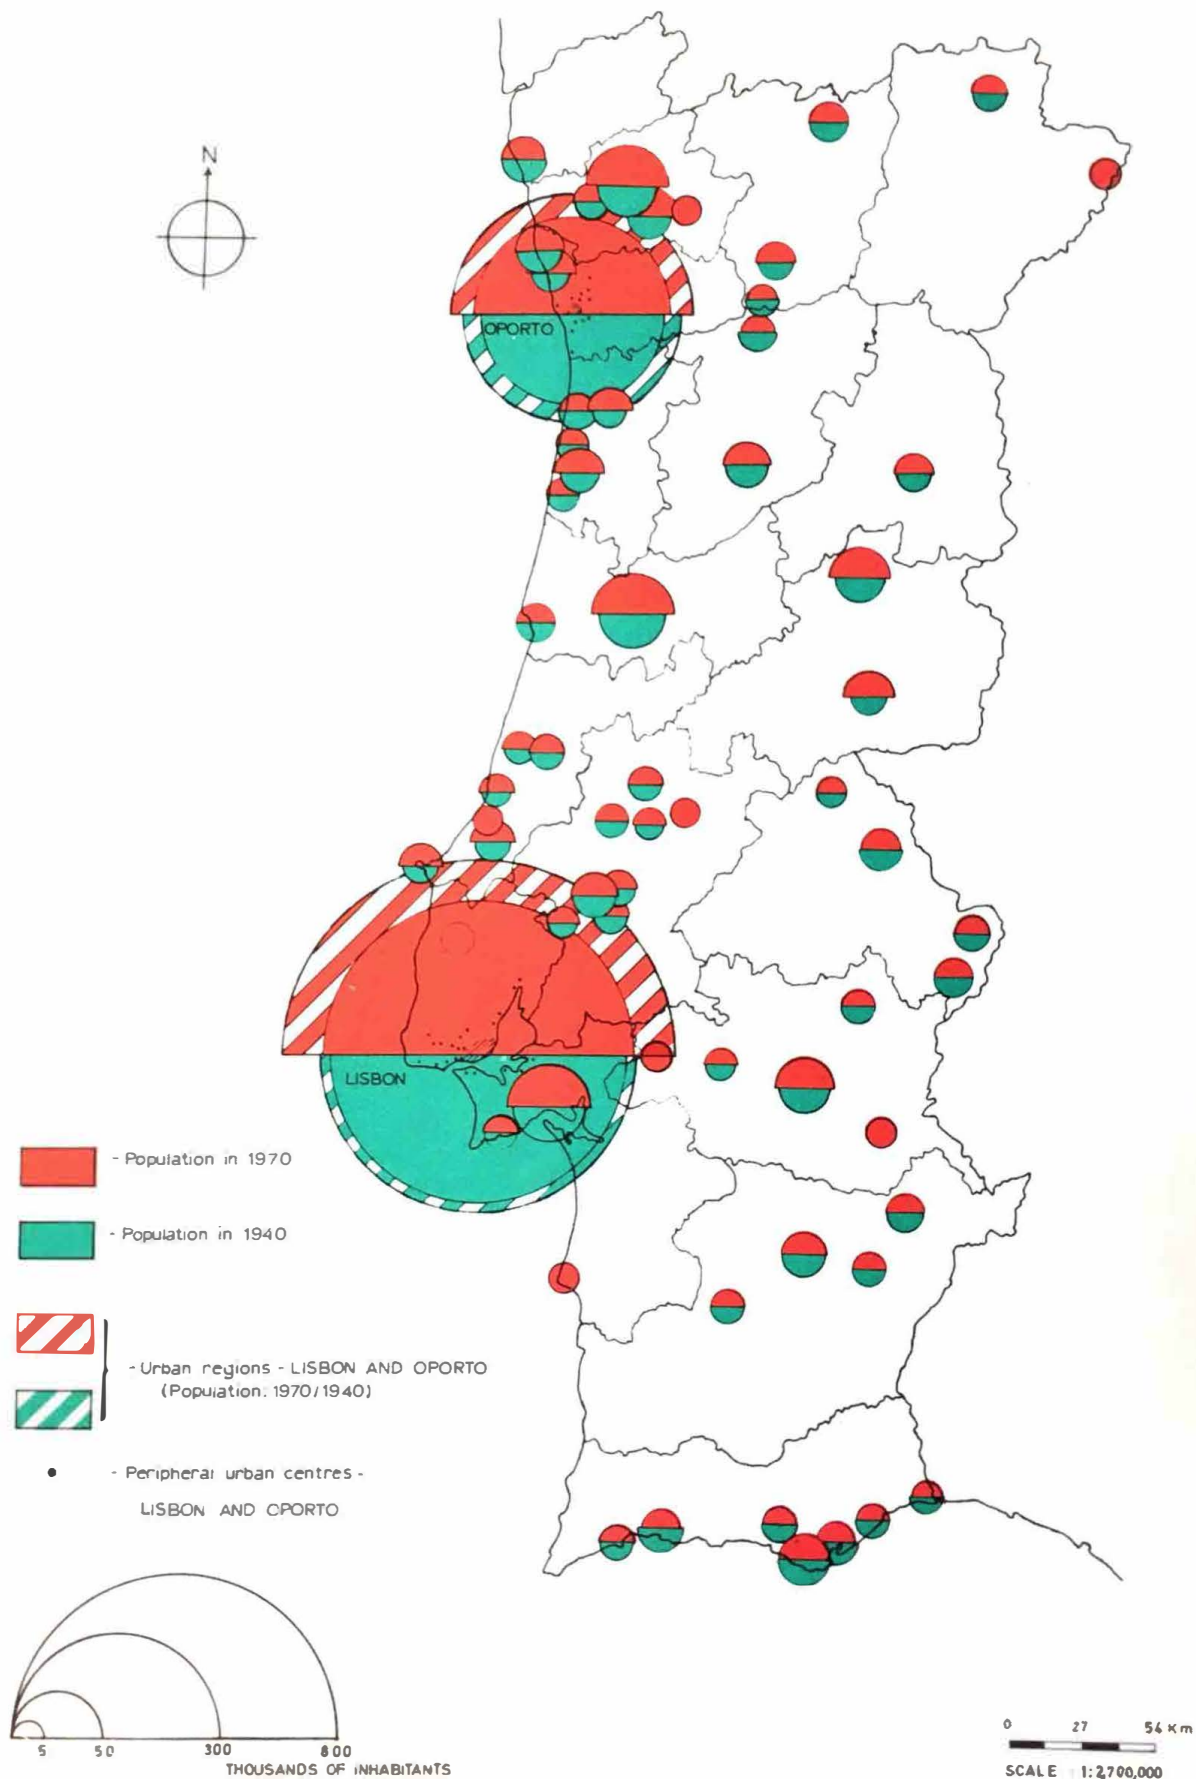 N
OPORTO
LISBON
- Population in 1970
- Population in 1940
- Urban regions - LISBON AND OPORTO
(Population: 1970/1940)
- Peripheral urban centres -
LISBON AND OPORTO
5 50 300 800
THOUSANDS OF INHABITANTS
0 27 54 Km
SCALE 1:2,700,000